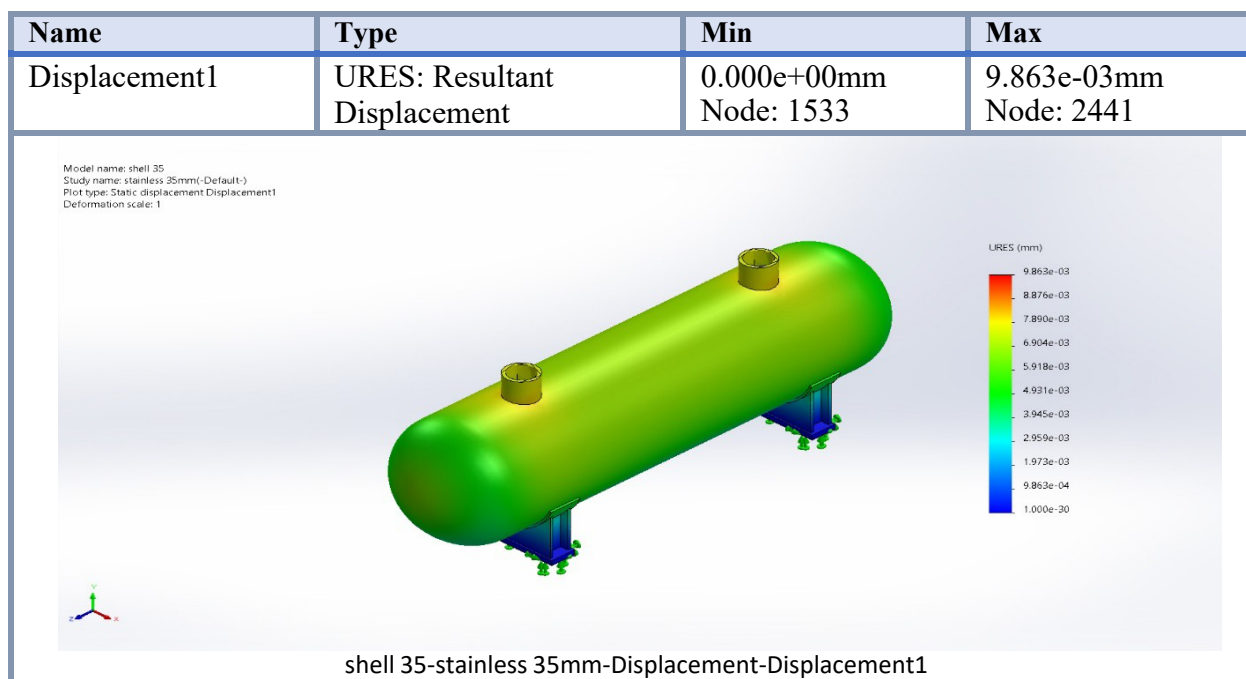 Name Type Min Max
Displacement1 URES: Resultant Displacement 0.000e+00mm Node: 1533 9.863e-03mm Node: 2441
Model name: shell 35
Study name: stainless 35mm(-Default-)
Plot type: Static displacement Displacement1
Deformation scale: 1
URES (mm)
9.863e-03
8.876e-03
7.890e-03
6.904e-03
5.918e-03
4.931e-03
3.945e-03
2.959e-03
1.973e-03
9.863e-04
1.000e-30
Y
Z X
shell 35-stainless 35mm-Displacement-Displacement1